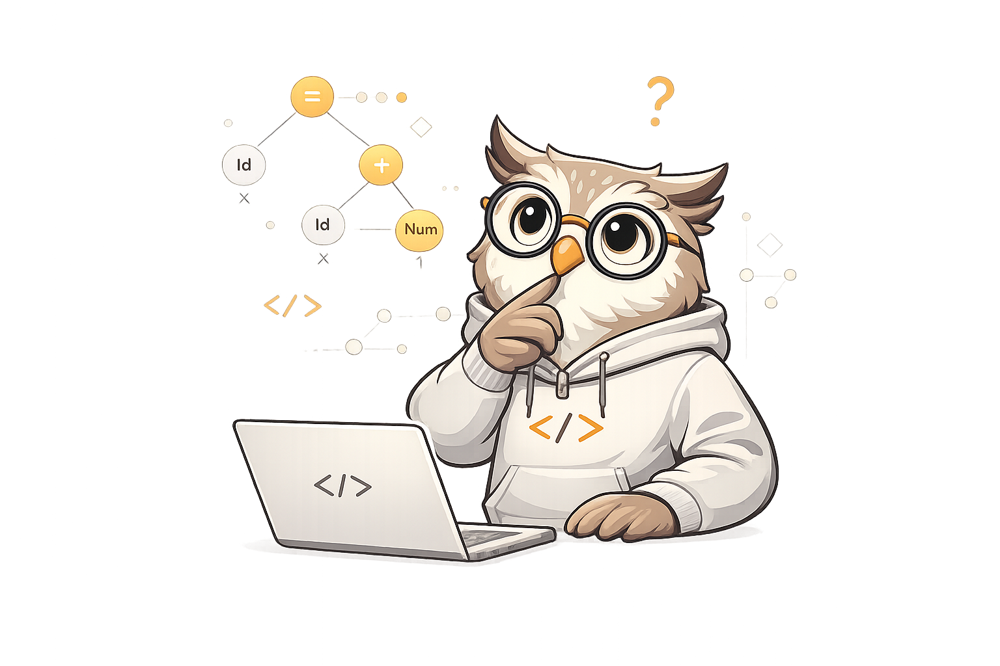 =
?
Id
+
x
Id
Num
x
1
</>
</>
</>